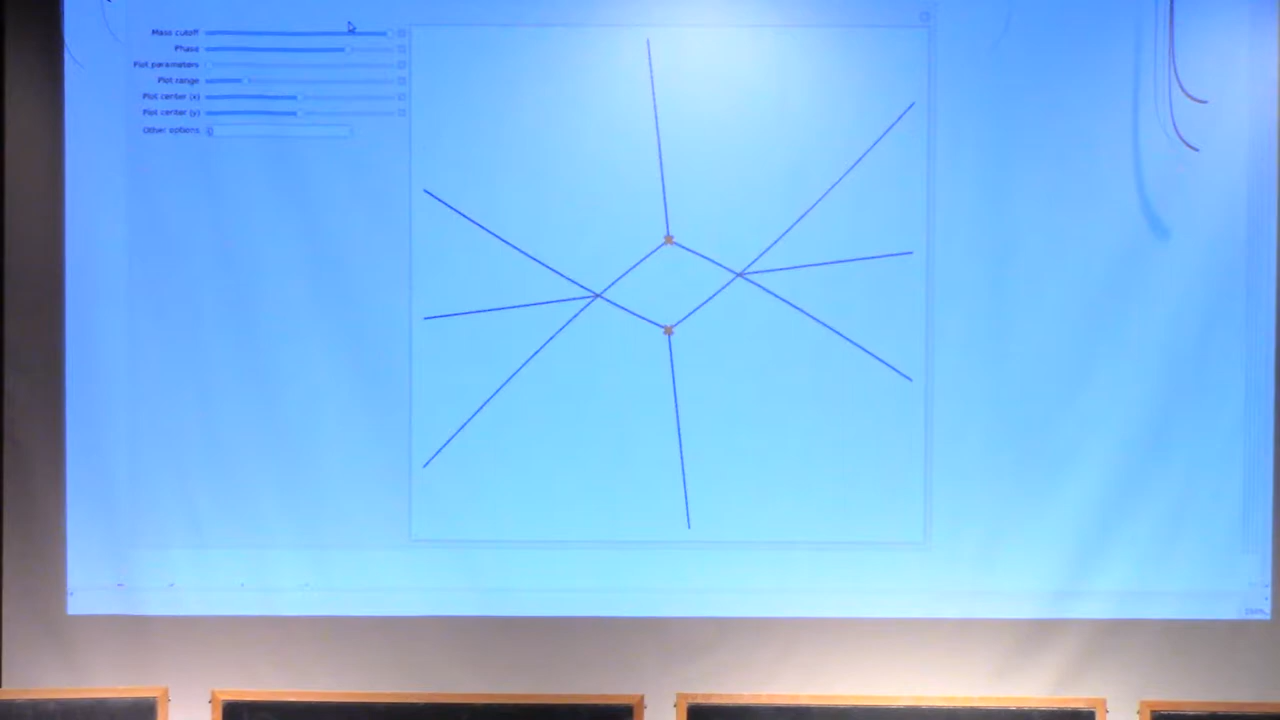 Mass cutoff
Phase
Plot parameters
Plot range
Plot center (x)
Plot center (y)
Other options